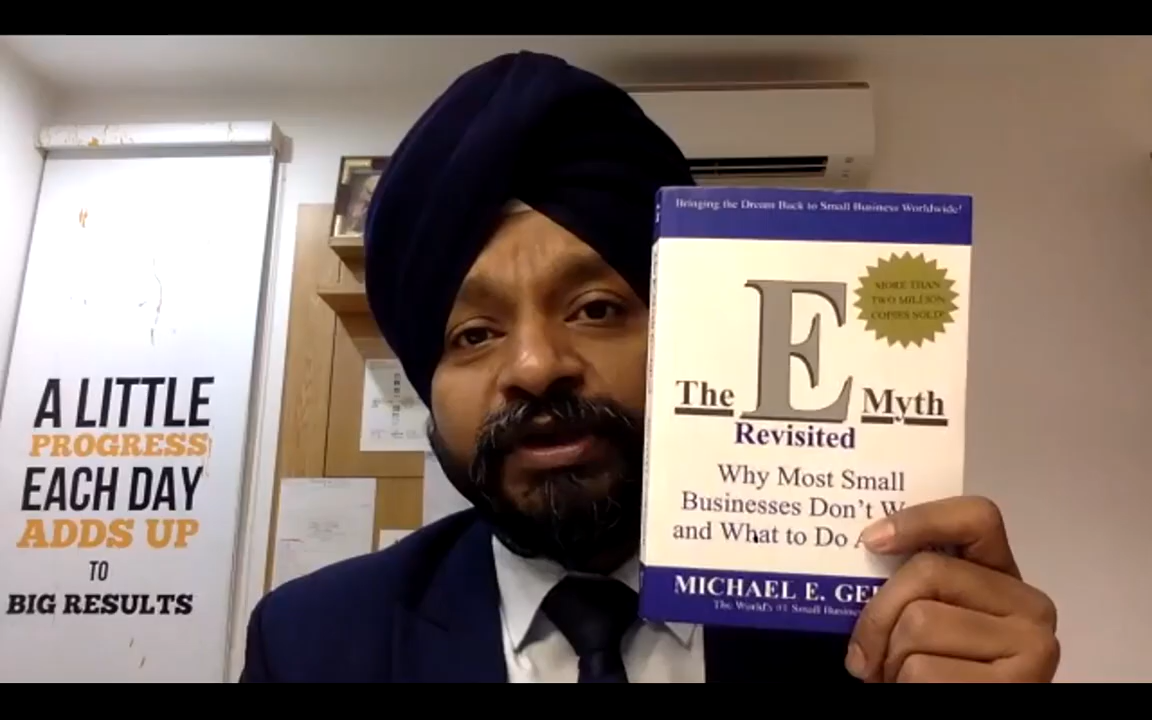 A LITTLE
PROGRESS
EACH DAY
ADDS UP
TO
BIG RESULTS
Bringing the Dream Back to Small Business Worldwide!
MORE THAN
TWO MILLION
COPIES SOLD!
The E Myth
Revisited
Why Most Small
Businesses Don't
and What to Do
MICHAEL E.
The World's #1 Small